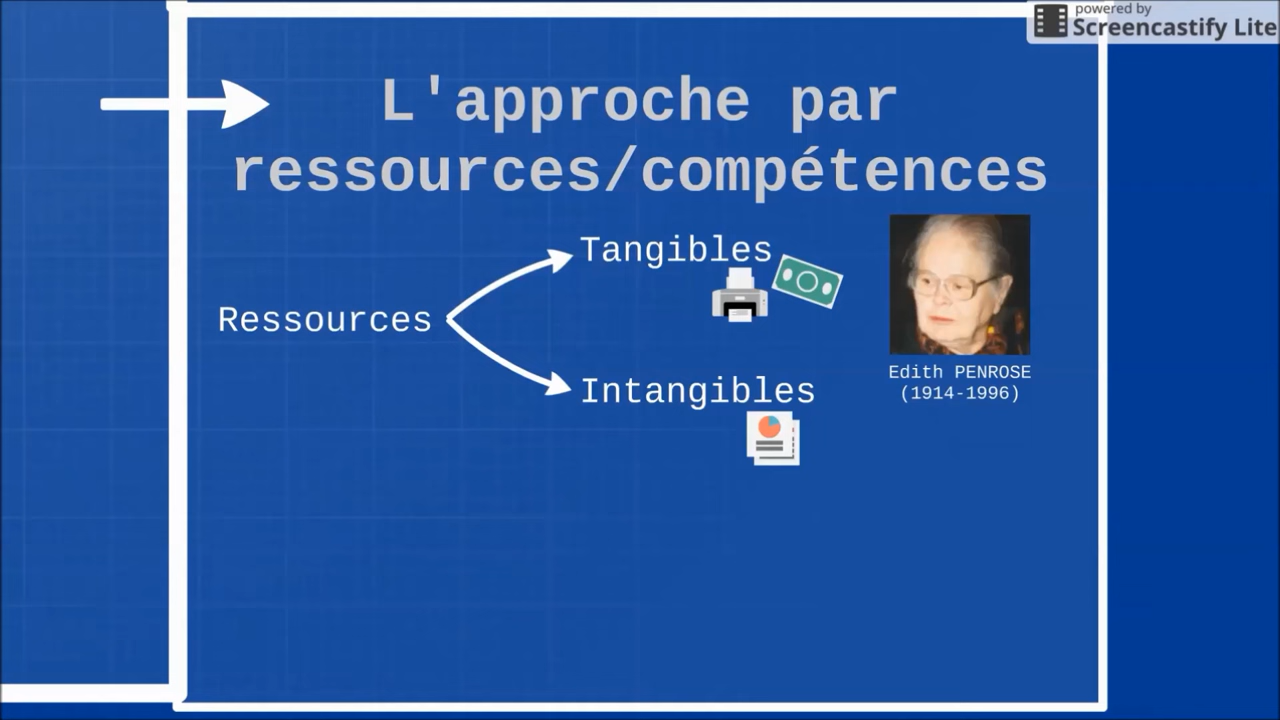 powered by
Screencastify Lite
L'approche par
ressources/compétences
Tangibles
Ressources
Intangibles
Edith PENROSE
(1914-1996)